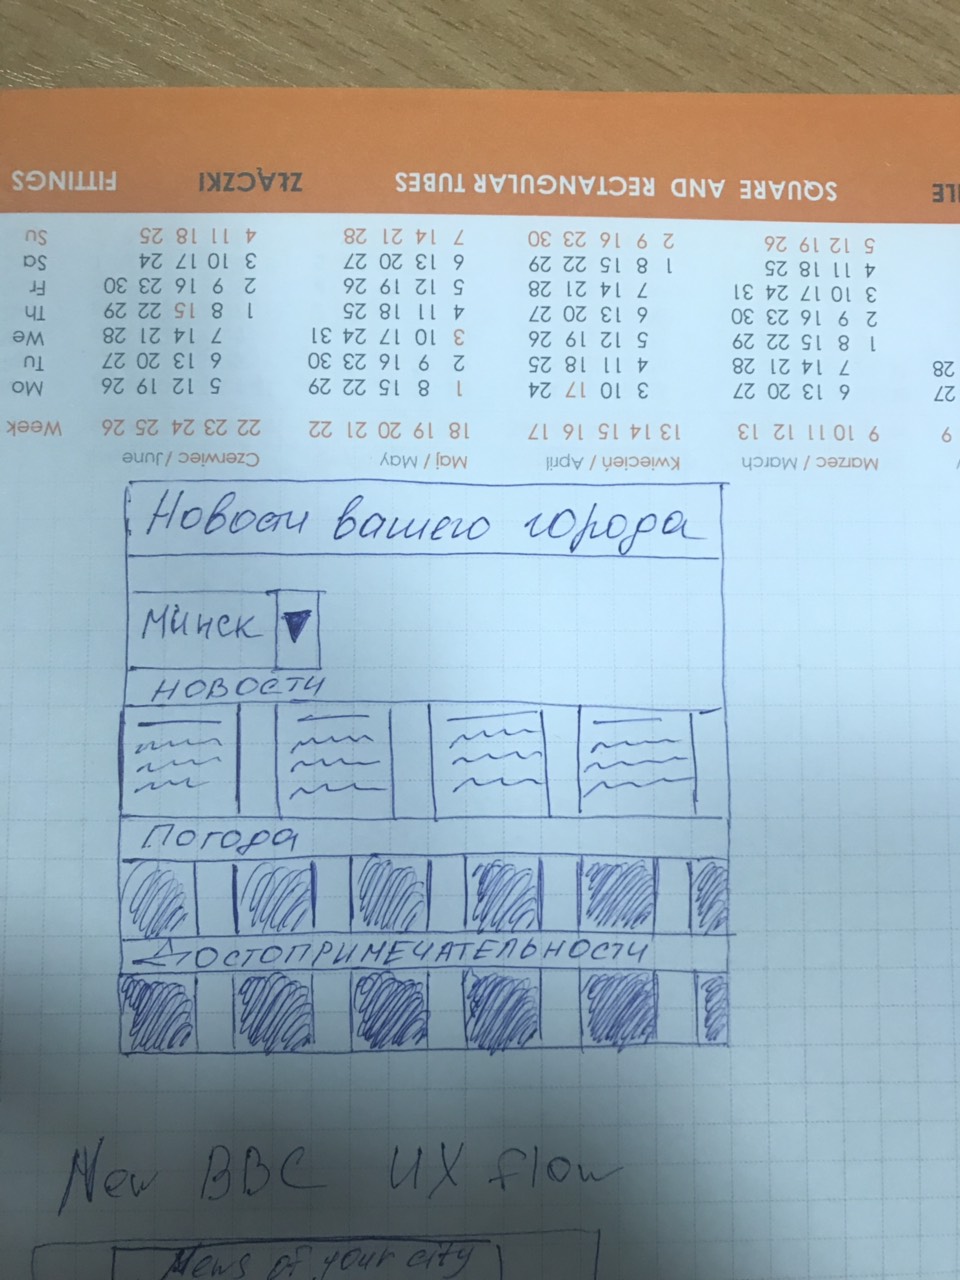 Marzec / March Kwiecień / April Maj / May Czerwiec / June
9 9 10 11 12 13 13 14 15 16 17 18 19 20 21 22 22 23 24 25 26 Week
27 6 13 20 27 3 10 17 24 1 8 15 22 29 5 12 19 26 Mo
28 7 14 21 28 4 11 18 25 2 9 16 23 30 6 13 20 27 Tu
1 8 15 22 29 5 12 19 26 3 10 17 24 31 7 14 21 28 We
2 9 16 23 30 6 13 20 27 4 11 18 25 1 8 15 22 29 Th
3 10 17 24 31 7 14 21 28 5 12 19 26 2 9 16 23 30 Fr
4 11 18 25 1 8 15 22 29 6 13 20 27 3 10 17 24 Sa
5 12 19 26 2 9 16 23 30 7 14 21 28 4 11 18 25 Su
SQUARE AND RECTANGULAR TUBES ZŁĄCZKI FITTINGS
Новости вашего города
Минск
НОВОСТИ
Погода
ДОСТОПРИМЕЧАТЕЛЬНОСТИ
New BBC UX flow
News of your city